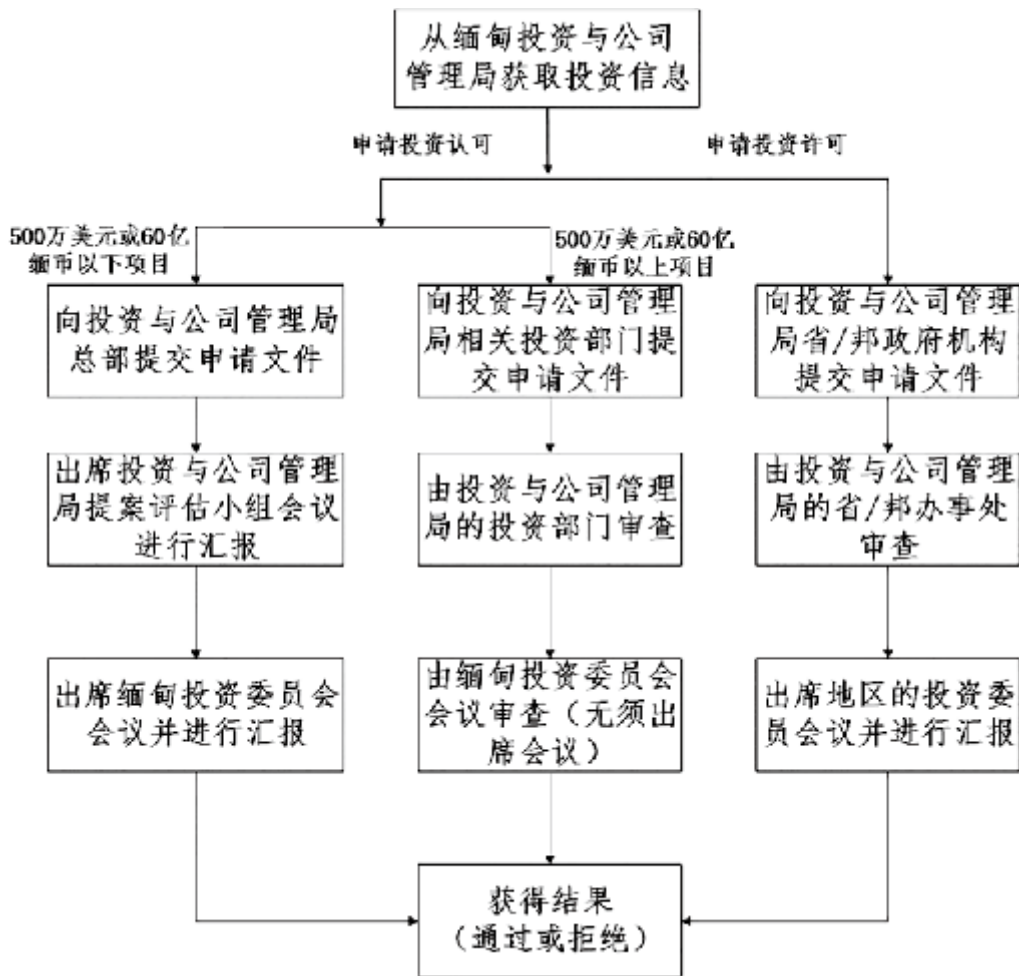 从缅甸投资与公司
管理局获取投资信息
申请投资认可
申请投资许可
500万美元或60亿
缅币以下项目
500万美元或60亿
缅币以上项目
向投资与公司管理局
总部提交申请文件
向投资与公司管理
局相关投资部门提
交申请文件
向投资与公司管理
局省/邦政府机构
提交申请文件
出席投资与公司管理
局提案评估小组会议
进行汇报
由投资与公司管理
局的投资部门审查
由投资与公司管理
局的省/邦办事处
审查
出席缅甸投资委员会
会议并进行汇报
由缅甸投资委员会
会议审查（无须出
席会议）
出席地区的投资委
员会议并进行汇报
获得结果
（通过或拒绝）